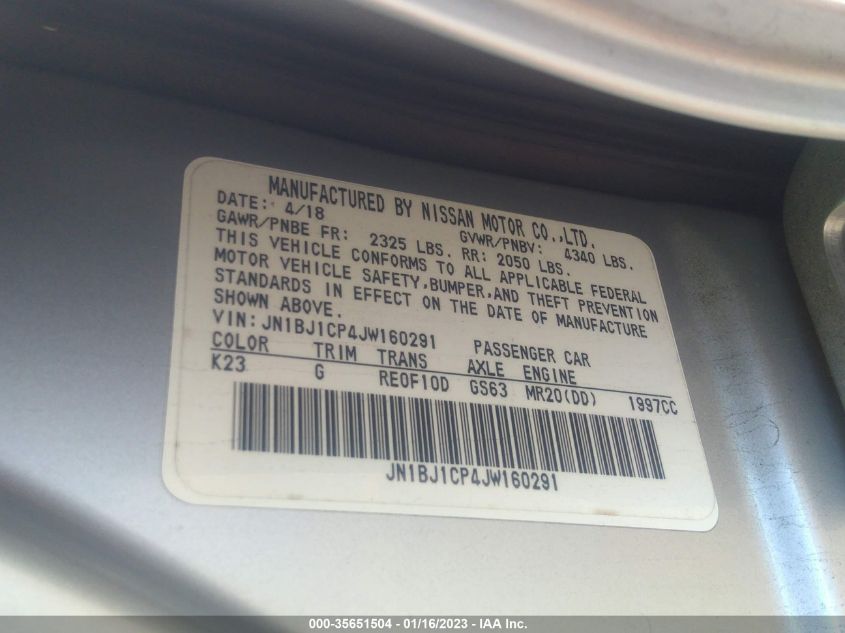 MANUFACTURED BY NISSAN MOTOR CO.,LTD.
DATE: 4/18 GVWR/PNBV: 4340 LBS.
GAWR/PNBE FR: 2325 LBS. RR: 2050 LBS.
THIS VEHICLE CONFORMS TO ALL APPLICABLE FEDERAL
MOTOR VEHICLE SAFETY,BUMPER,AND THEFT PREVENTION
STANDARDS IN EFFECT ON THE DATE OF MANUFACTURE
SHOWN ABOVE.
VIN:JN1BJ1CP4JW160291 PASSENGER CAR
COLOR TRIM TRANS AXLE ENGINE
K23 G RE0F10D GS63 MR20(DD) 1997CC
JN1BJ1CP4JW160291
000-35651504 - 01/16/2023 - © IAA Inc.